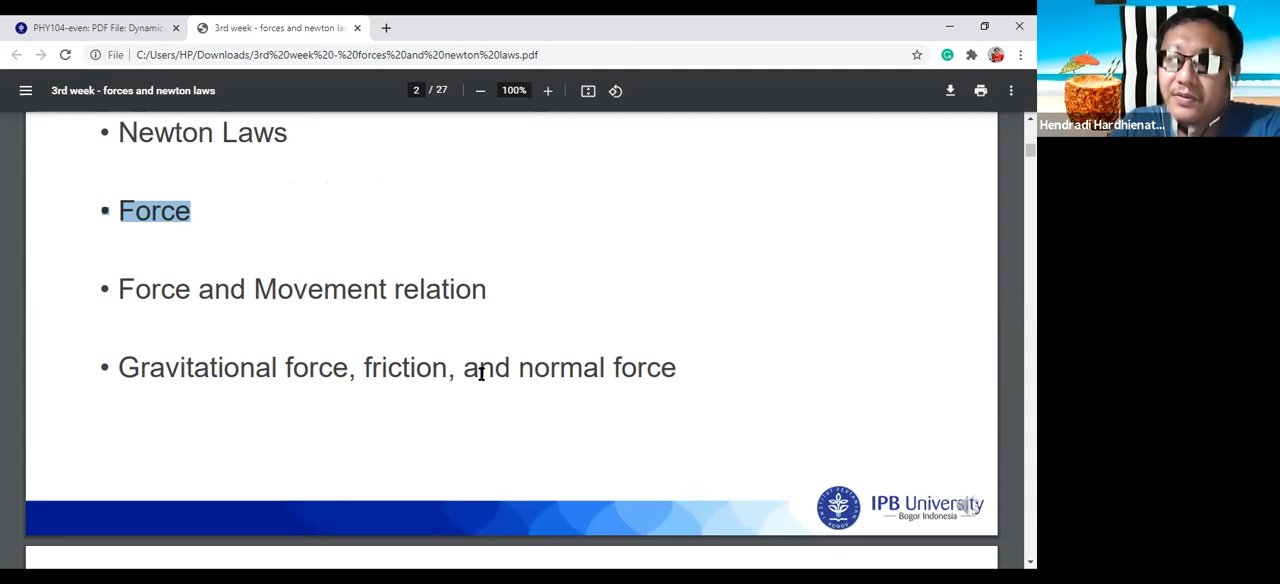 PHY104-even: PDF File: Dynamic
3rd week - forces and newton la
File
C:/Users/HP/Downloads/3rd%20week%20-%20forces%20and%20newton%20laws.pdf
3rd week - forces and newton laws
2 / 27
100%
Hendradi Hardhienat...
• Newton Laws
• Force
• Force and Movement relation
• Gravitational force, friction, and normal force
IPB University
Bogor Indonesia